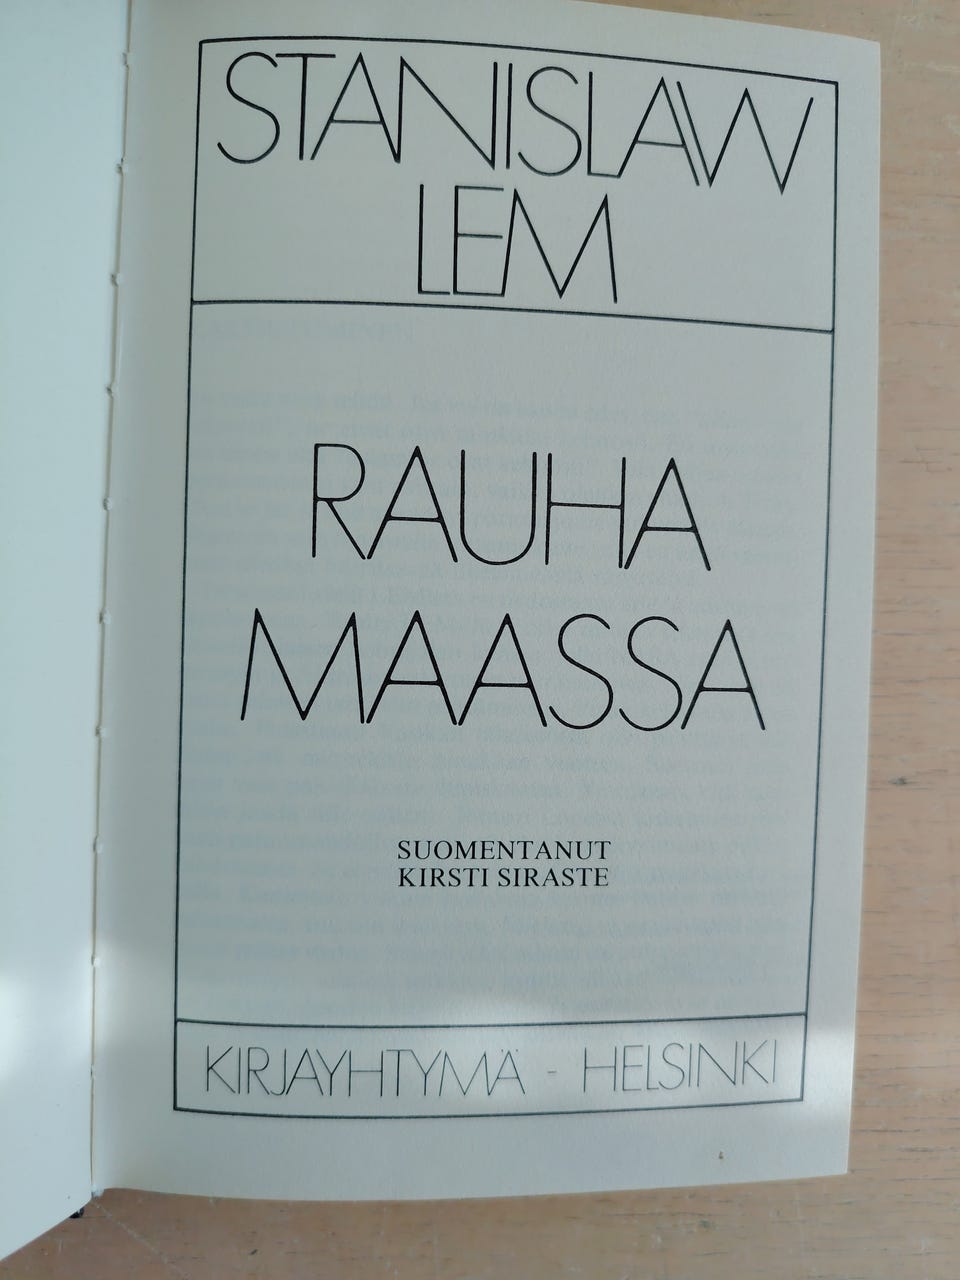 STANISLAW
LEM
RAUHA
MAASSA
SUOMENTANUT
KIRSTI SIRASTE
KIRJAYHTYMÄ - HELSINKI